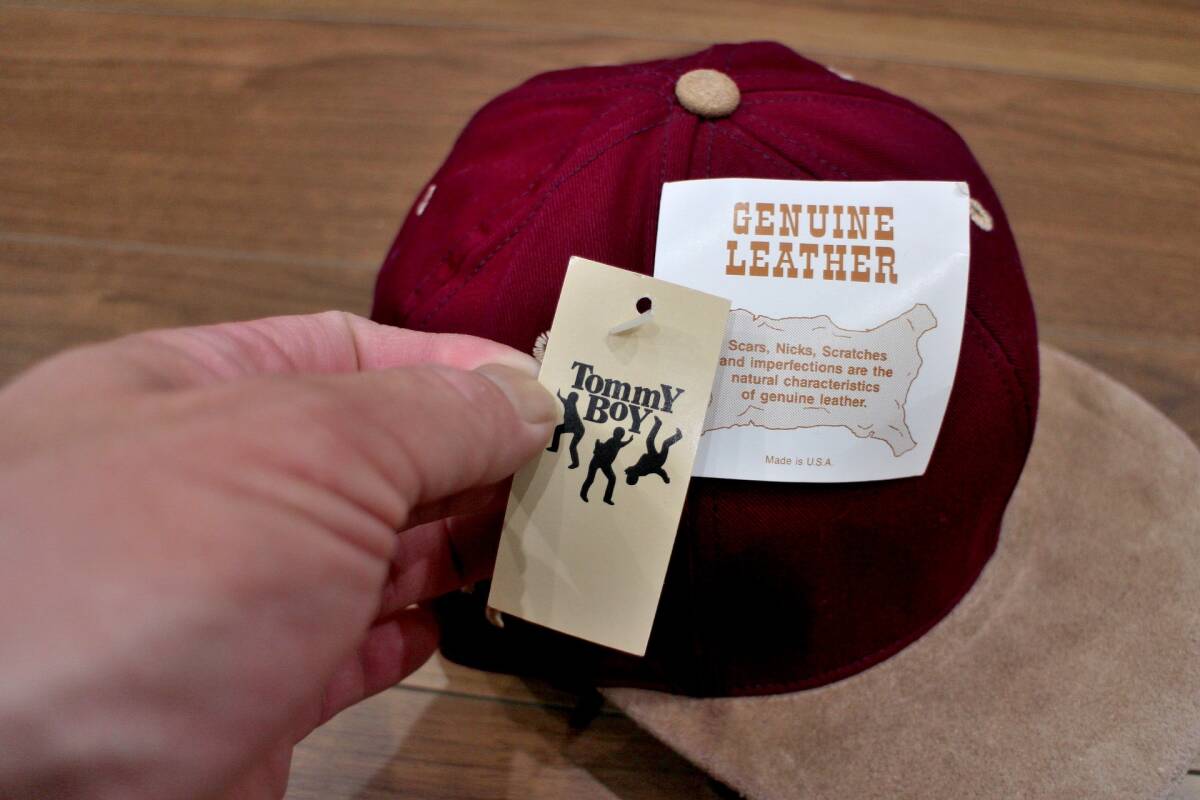 GENUINE
LEATHER
Scars, Nicks, Scratches
and imperfections are the
natural characteristics
of genuine leather.
Made is U.S.A.
TommY
BoY